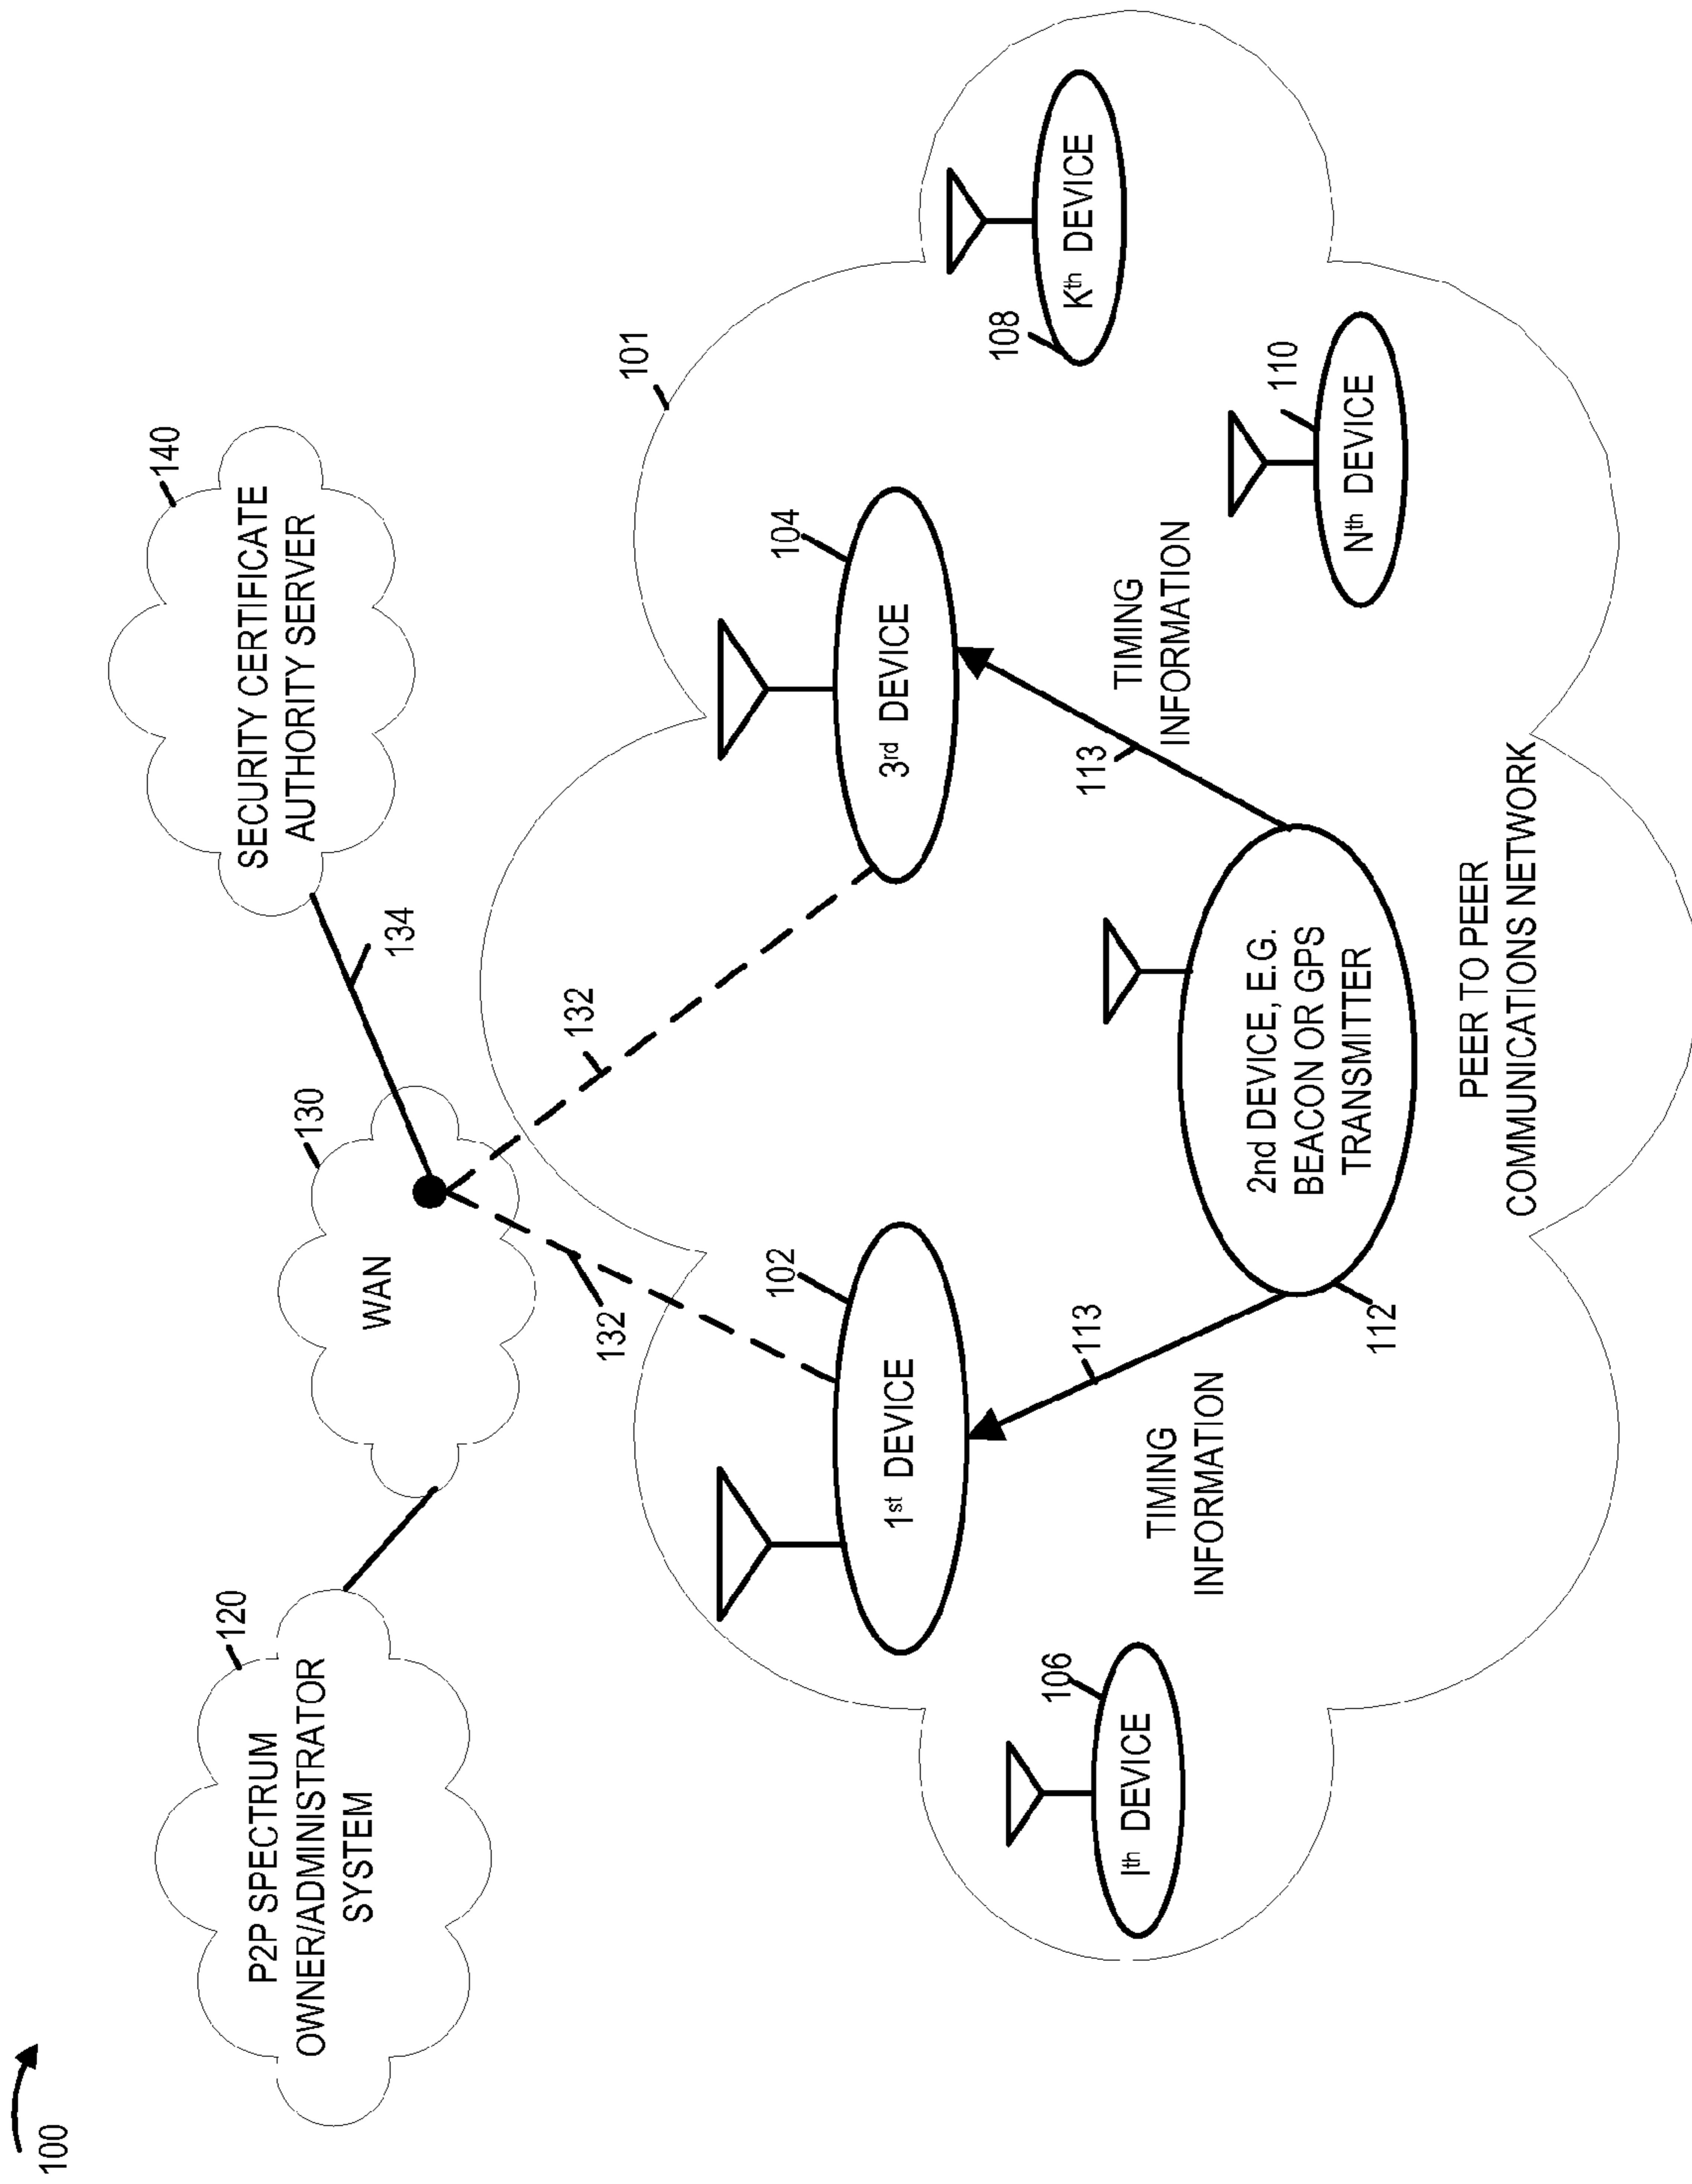 100
P2P SPECTRUM
OWNER/ADMINISTRATOR
SYSTEM
120
WAN
130
SECURITY CERTIFICATE
AUTHORITY SERVER
140
134
132
132
101
1st DEVICE
102
3rd DEVICE
104
Ith DEVICE
106
Kth DEVICE
108
Nth DEVICE
110
TIMING
INFORMATION
113
TIMING
INFORMATION
113
2nd DEVICE, E.G.
BEACON OR GPS
TRANSMITTER
112
PEER TO PEER
COMMUNICATIONS NETWORK